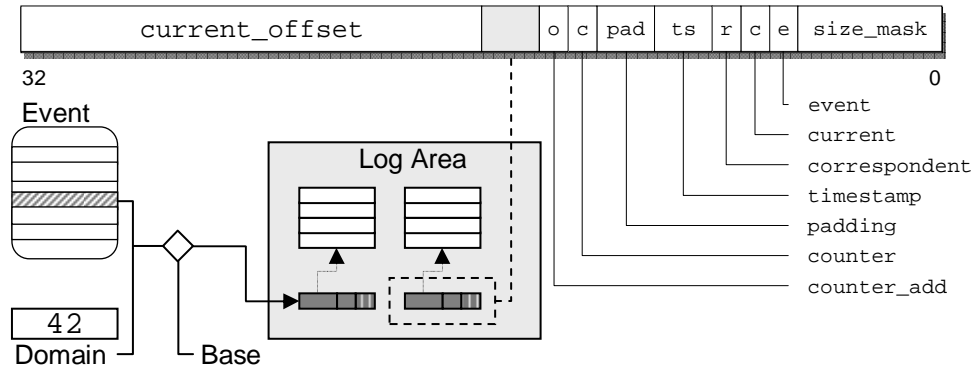 current_offset o c pad ts r c e size_mask
32 0
Event
event
current
Log Area
correspondent
timestamp
padding
counter
counter_add
42
Domain Base